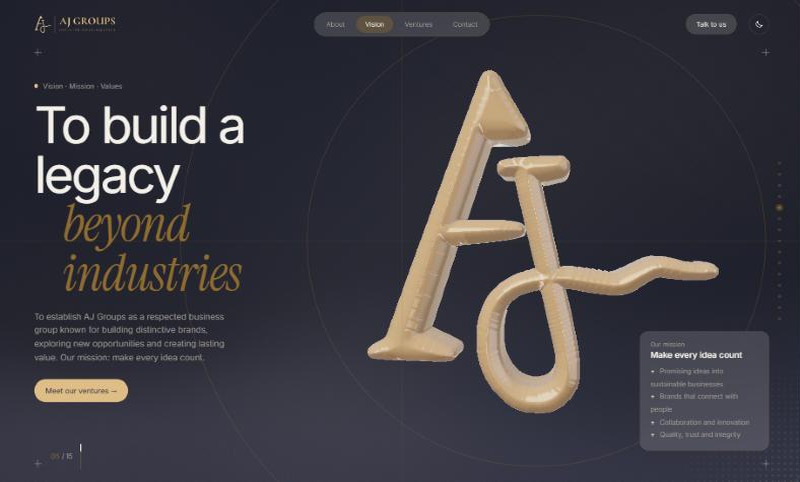 AJ GROUPS
About
Vision
Ventures
Contact
Talk to us
Vision · Mission · Values
To build a
legacy
beyond
industries
To establish AJ Groups as a respected business
group known for building distinctive brands,
exploring new opportunities and creating lasting
value. Our mission: make every idea count.
Meet our ventures →
/ 15
AJ
Our mission
Make every idea count
+ Promising ideas into
sustainable businesses
+ Brands that connect with
people
+ Collaboration and innovation
+ Quality, trust and integrity